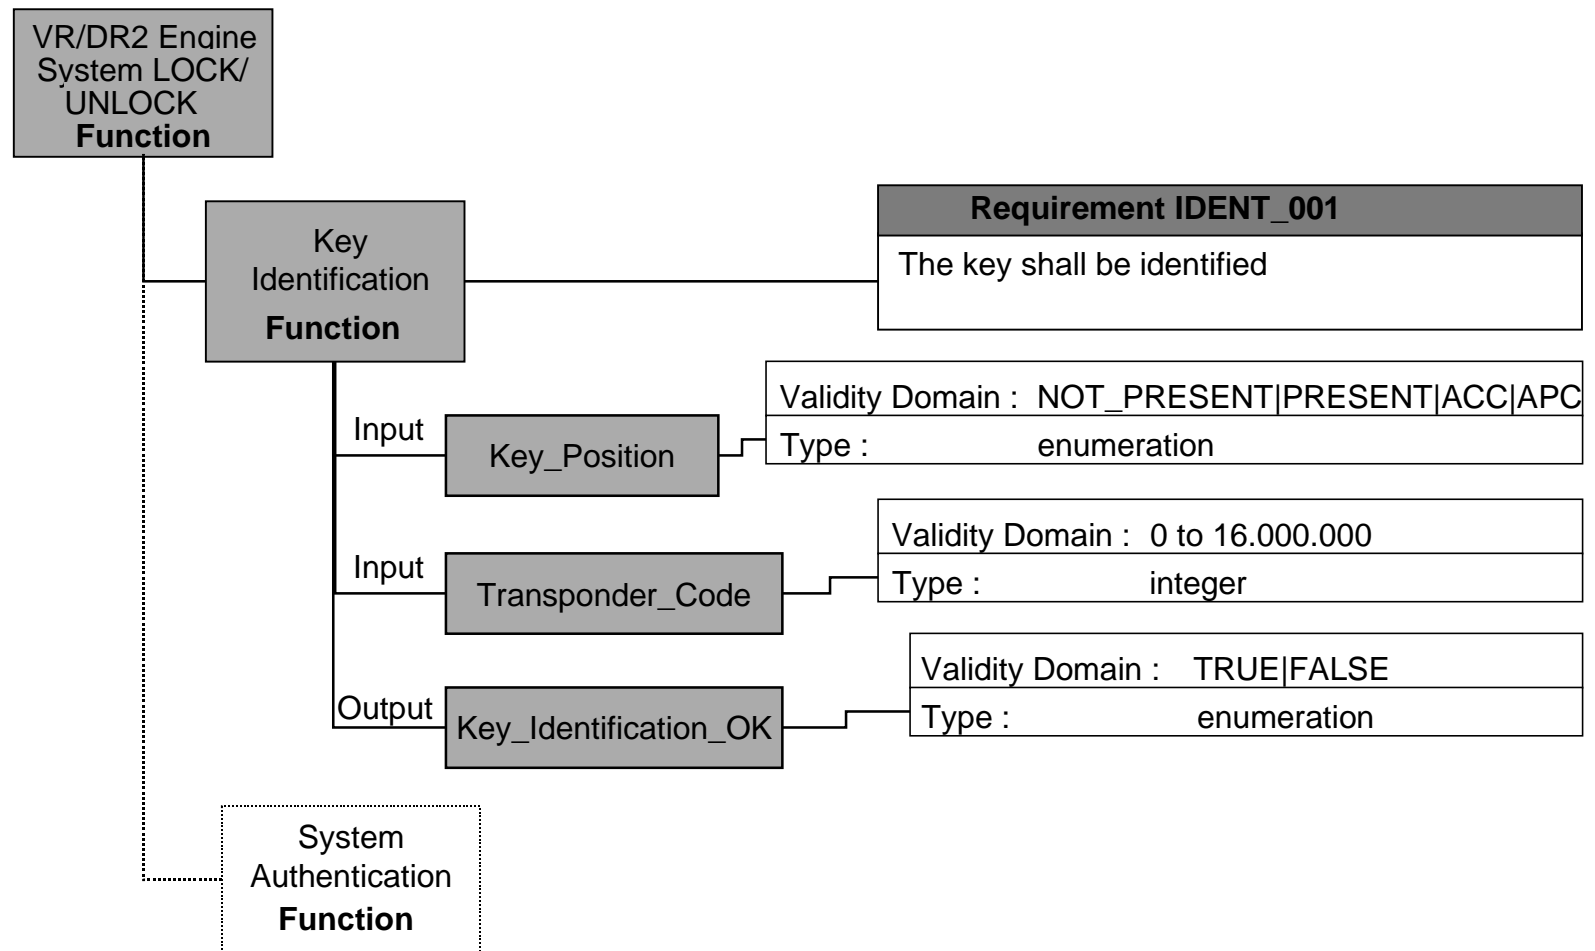 VR/DR2 Engine
System LOCK/
UNLOCK
Function
Key
Identification
Function
Requirement IDENT_001
The key shall be identified
Input
Key_Position
Validity Domain : NOT_PRESENT|PRESENT|ACC|APC
Type : enumeration
Input
Transponder_Code
Validity Domain : 0 to 16.000.000
Type : integer
Output
Key_Identification_OK
Validity Domain : TRUE|FALSE
Type : enumeration
System
Authentication
Function